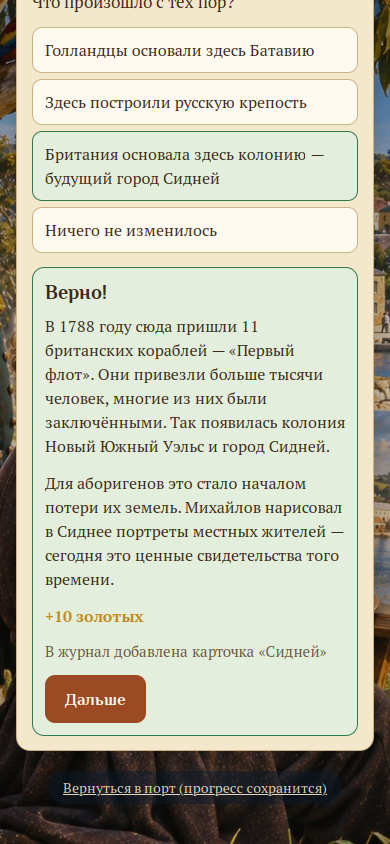 Что произошло с тех пор?
Голландцы основали здесь Батавию
Здесь построили русскую крепость
Британия основала здесь колонию —
будущий город Сидней
Ничего не изменилось
Верно!
В 1788 году сюда пришли 11
британских кораблей — «Первый
флот». Они привезли больше тысячи
человек, многие из них были
заключёнными. Так появилась колония
Новый Южный Уэльс и город Сидней.
Для аборигенов это стало началом
потери их земель. Михайлов нарисовал
в Сиднее портреты местных жителей —
сегодня это ценные свидетельства того
времени.
+10 золотых
В журнал добавлена карточка «Сидней»
Дальше
Вернуться в порт (прогресс сохранится)